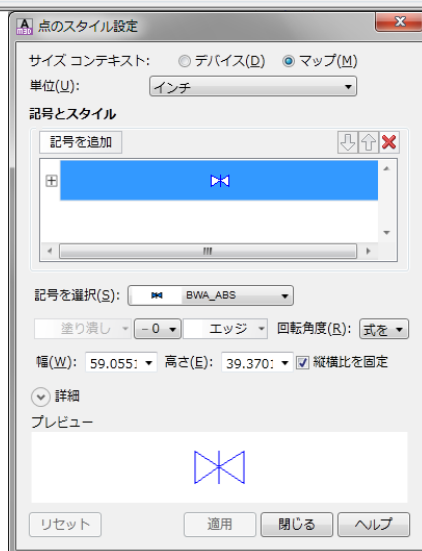 点のスタイル設定
サイズ コンテキスト: デバイス(D) マップ(M)
単位(U): インチ
記号とスタイル
記号を追加
記号を選択(S): BWA_ABS
塗り潰し - 0 エッジ 回転角度(R): 式を
幅(W): 59.0551 高さ(E): 39.3701 縦横比を固定
詳細
プレビュー
リセット 適用 閉じる ヘルプ